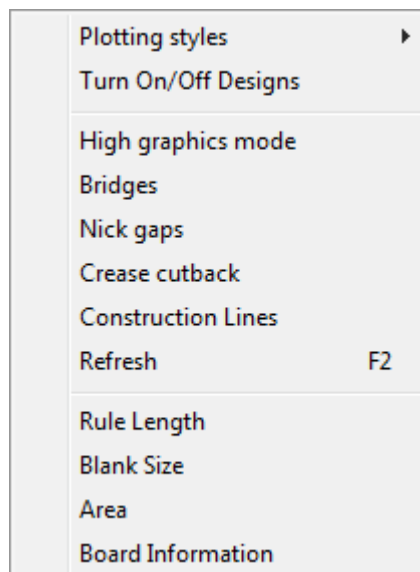 Plotting styles
Turn On/Off Designs
High graphics mode
Bridges
Nick gaps
Crease cutback
Construction Lines
Refresh F2
Rule Length
Blank Size
Area
Board Information